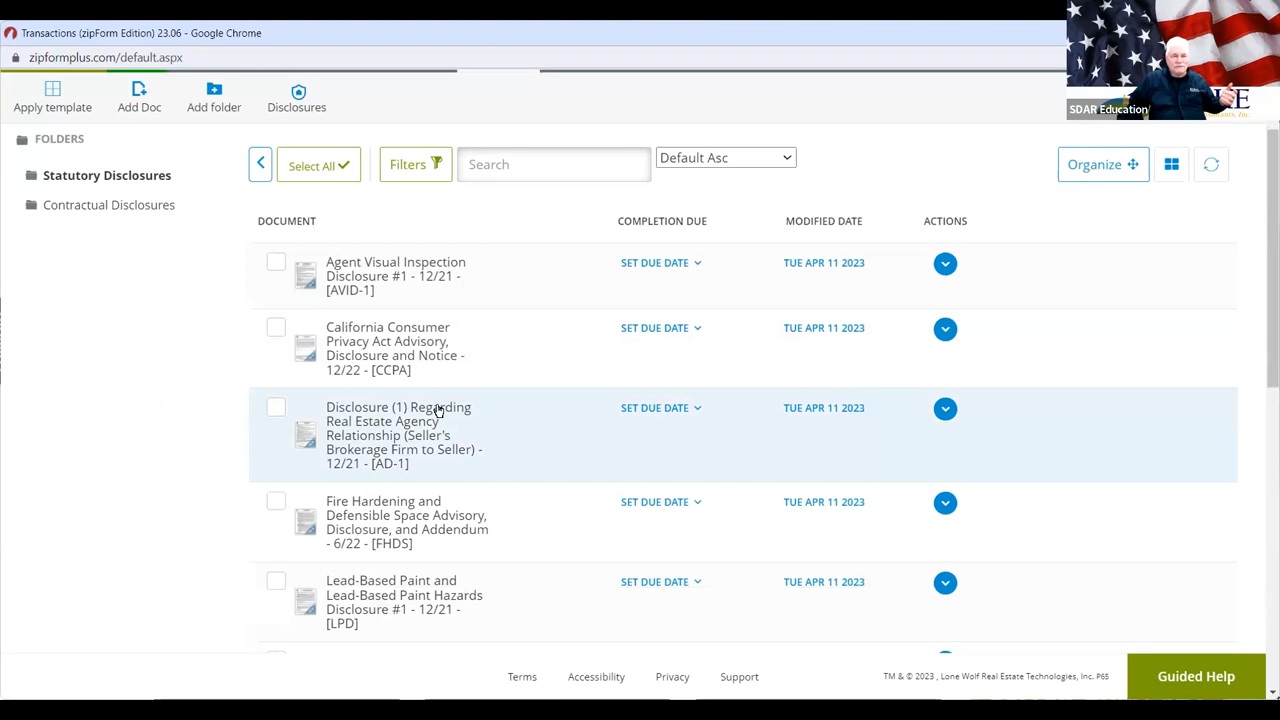 Transactions (zipForm Edition) 23.06 - Google Chrome
zipformplus.com/default.aspx
Apply template
Add Doc
Add folder
Disclosures
SDAR Education
FOLDERS
Statutory Disclosures
Contractual Disclosures
Select All
Filters
Search
Default Asc
Organize
DOCUMENT
COMPLETION DUE
MODIFIED DATE
ACTIONS
Agent Visual Inspection
Disclosure #1 - 12/21 -
[AVID-1]
SET DUE DATE
TUE APR 11 2023
California Consumer
Privacy Act Advisory,
Disclosure and Notice -
12/22 - [CCPA]
SET DUE DATE
TUE APR 11 2023
Disclosure (1) Regarding
Real Estate Agency
Relationship (Seller's
Brokerage Firm to Seller) -
12/21 - [AD-1]
SET DUE DATE
TUE APR 11 2023
Fire Hardening and
Defensible Space Advisory,
Disclosure, and Addendum
- 6/22 - [FHDS]
SET DUE DATE
TUE APR 11 2023
Lead-Based Paint and
Lead-Based Paint Hazards
Disclosure #1 - 12/21 -
[LPD]
SET DUE DATE
TUE APR 11 2023
Terms
Accessibility
Privacy
Support
TM & © 2023 , Lone Wolf Real Estate Technologies, Inc. P65
Guided Help